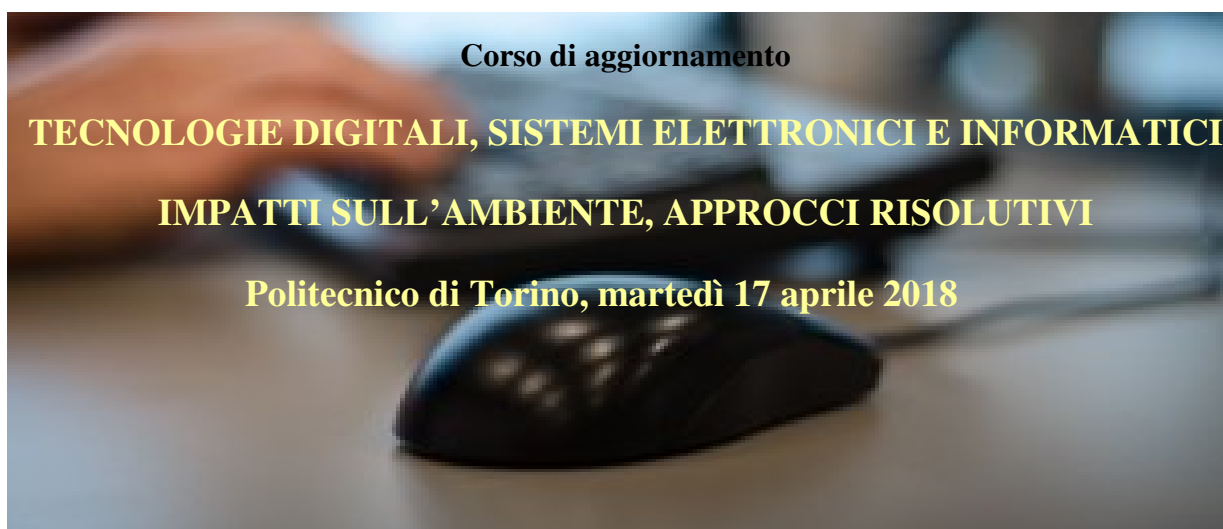 Corso di aggiornamento
TECNOLOGIE DIGITALI, SISTEMI ELETTRONICI E INFORMATICI
IMPATTI SULL’AMBIENTE, APPROCCI RISOLUTIVI
Politecnico di Torino, martedì 17 aprile 2018